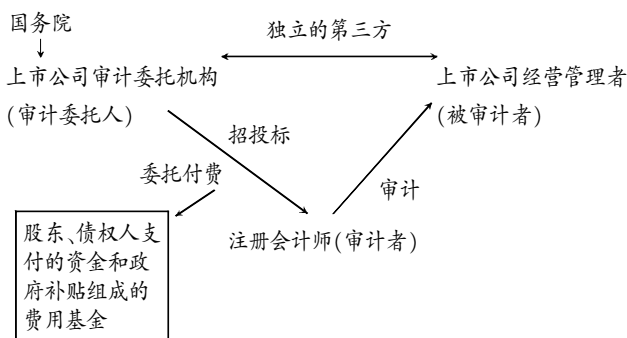 国务院
独立的第三方
上市公司审计委托机构
上市公司经营管理者
(审计委托人)
(被审计者)
招投标
委托付费
审计
股东、债权人支
付的资金和政
府补贴组成的
费用基金
注册会计师(审计者)